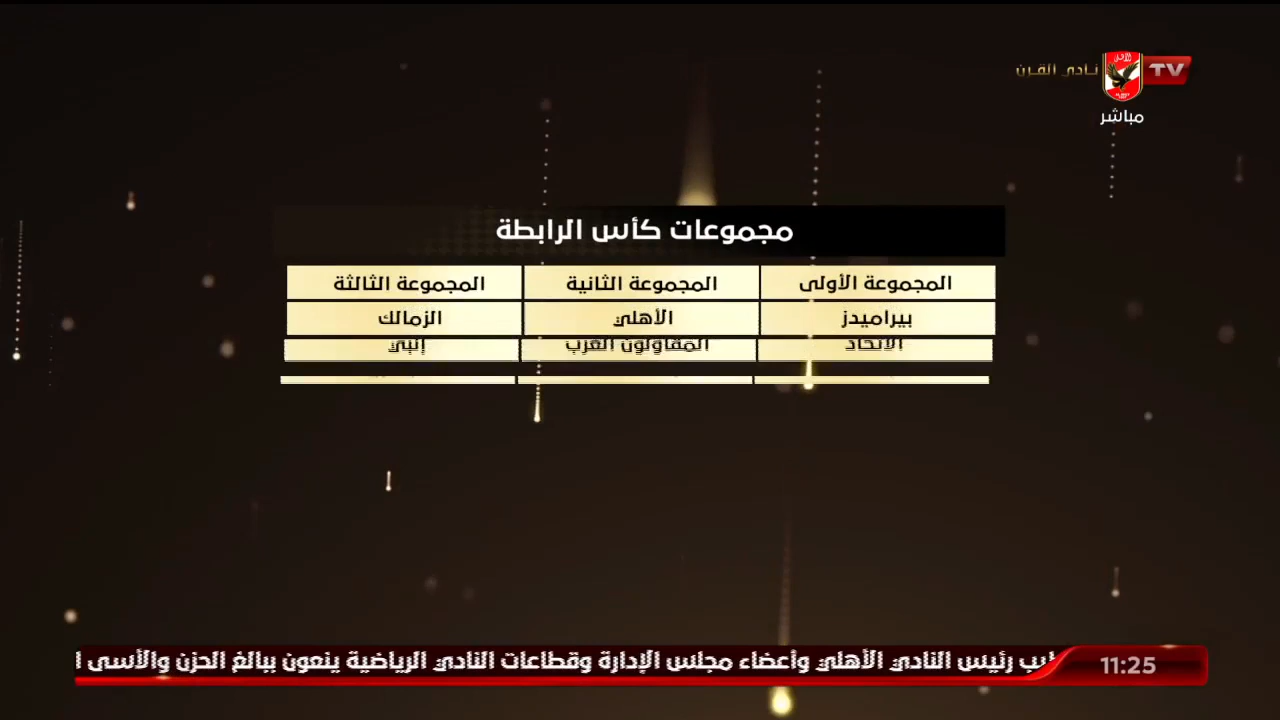 نادي القرن TV
مباشر
مجموعات كأس الرابطة
المجموعة الأولى المجموعة الثانية المجموعة الثالثة
بيراميدز الأهلي الزمالك
الاتحاد المقاولون العرب إنبي
رئيس النادي الأهلي وأعضاء مجلس الإدارة وقطاعات النادي الرياضية ينعون ببالغ الحزن والأسى
11:25